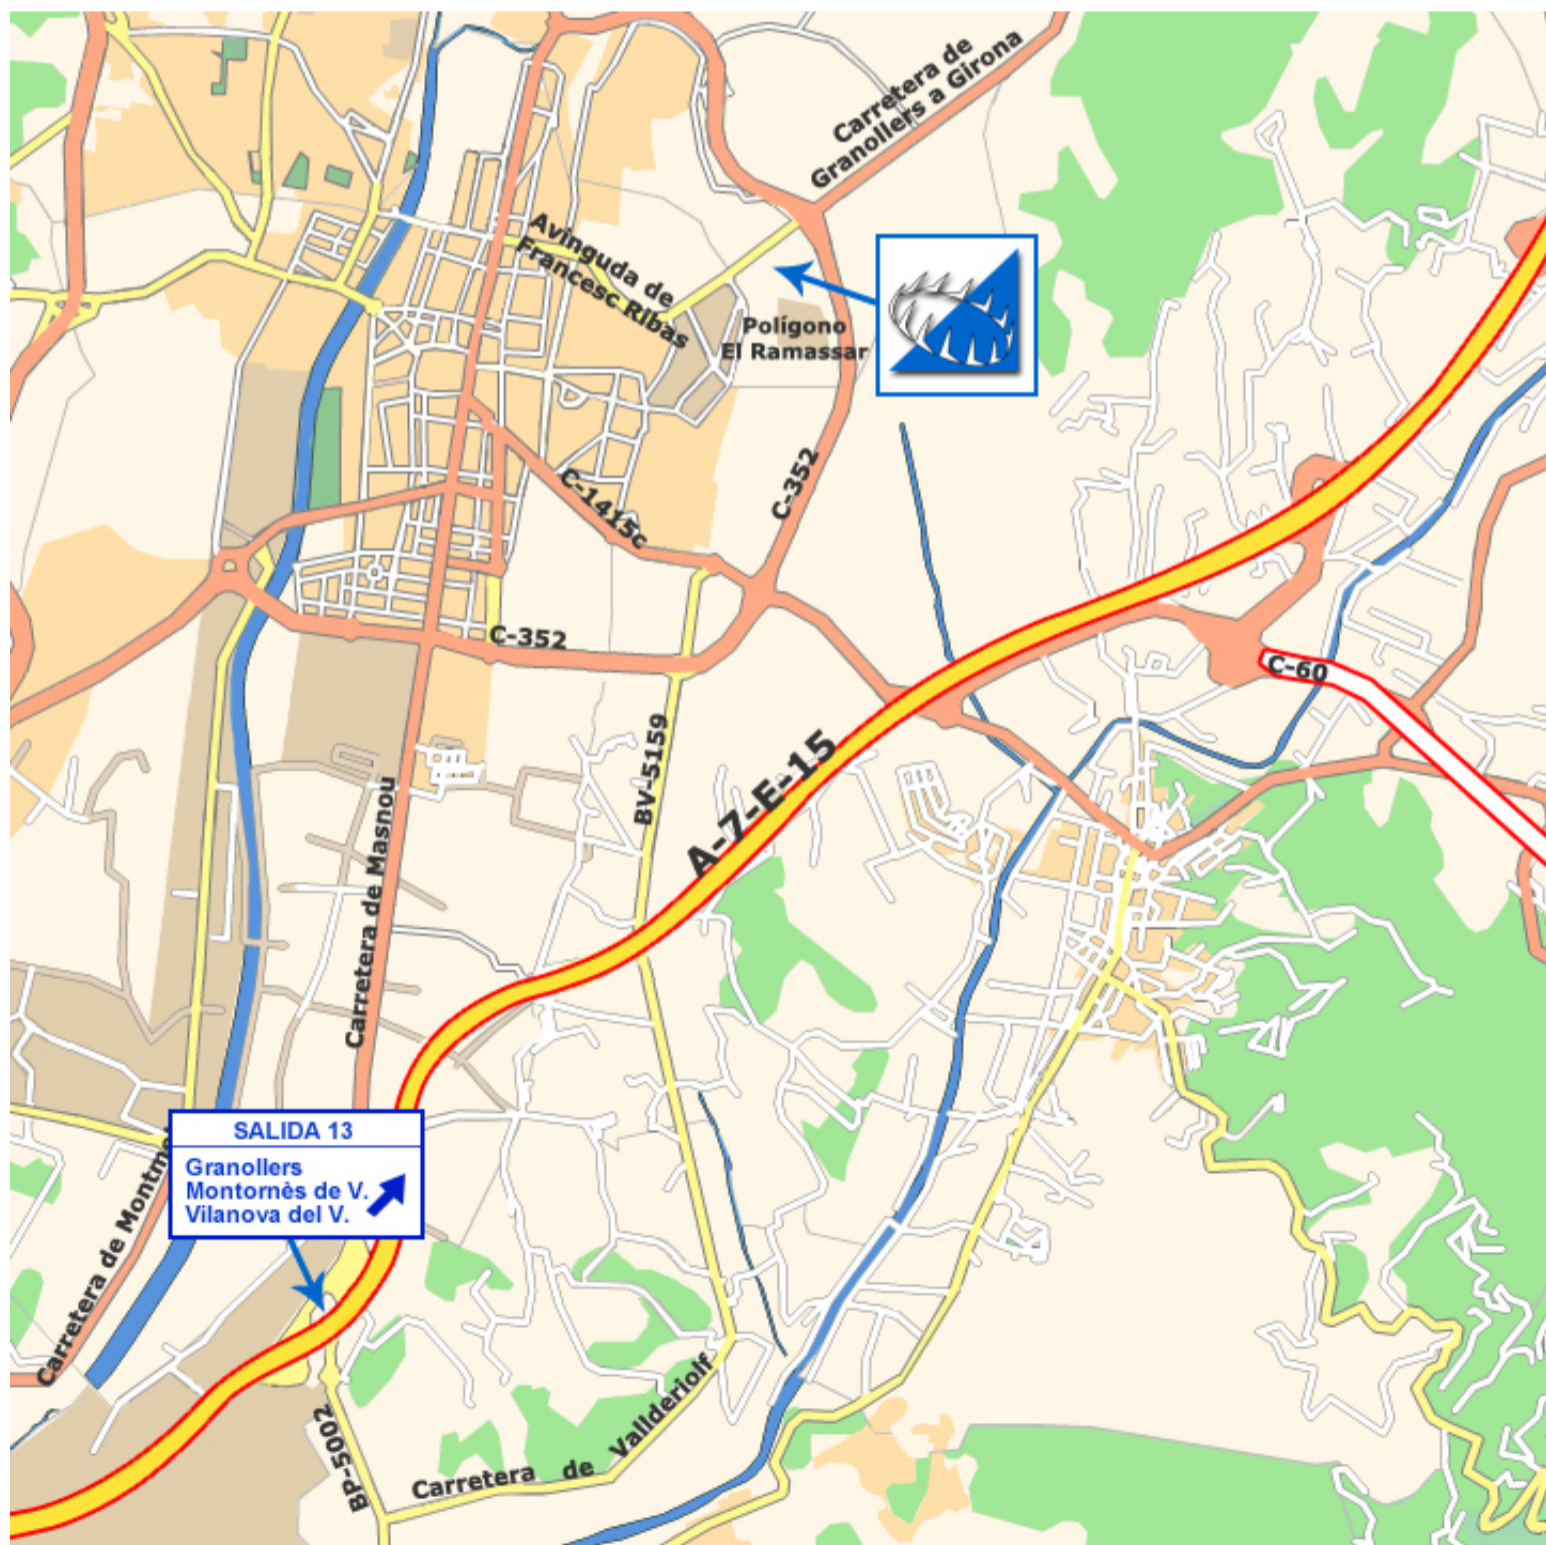 Carretera de
Granollers a Girona
Avinguda de
Francesc Ribas
Polígono
El Ramassar
C-352
C-1415c
C-352
C-60
BV-5159
A-7-E-15
Carretera de Masnou
SALIDA 13
Granollers
Montornès de V.
Vilanova del V.
Carretera de Montme
Carretera de Vallderiolf
BP-5002